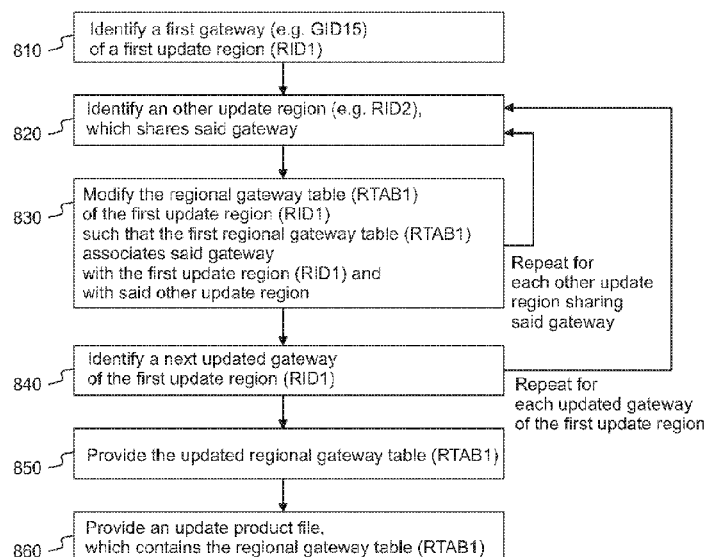 810
Identify a first gateway (e.g. GID15)
of a first update region (RID1)
820
Identify an other update region (e.g. RID2),
which shares said gateway
830
Modify the regional gateway table (RTAB1)
of the first update region (RID1)
such that the first regional gateway table (RTAB1)
associates said gateway
with the first update region (RID1) and
with said other update region
Repeat for
each other update
region sharing
said gateway
840
Identify a next updated gateway
of the first update region (RID1)
Repeat for
each updated gateway
of the first update region
850
Provide the updated regional gateway table (RTAB1)
860
Provide an update product file,
which contains the regional gateway table (RTAB1)